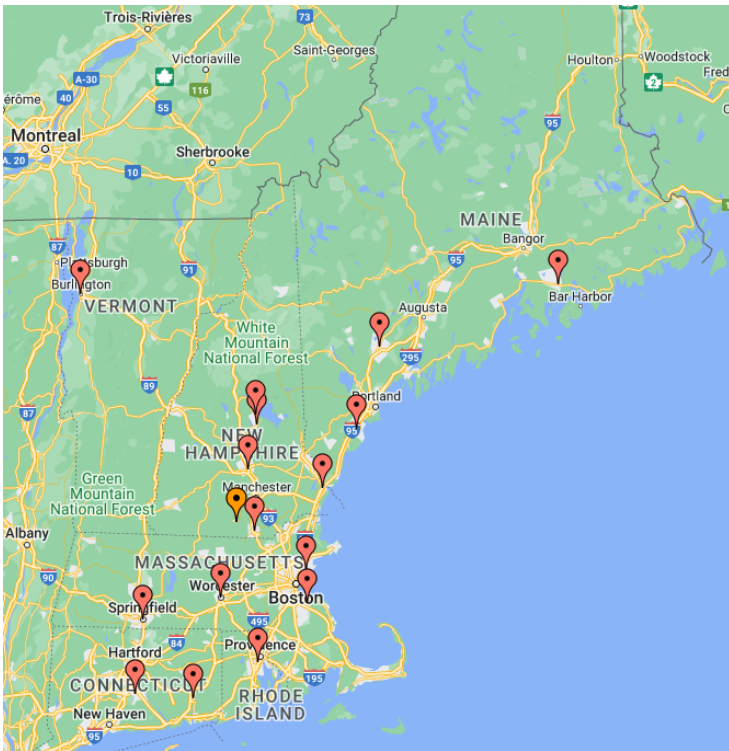 Trois-Rivières
73
Saint-Georges
Victoriaville
Houlton
Woodstock
2
Fred
A-30
116
érôme
40
55
95
Montreal
A. 20
Sherbrooke
10
MAINE
87
Plattsburgh
91
Bangor
95
Burlington
VERMONT
Bar Harbor
Augusta
White
Mountain
National Forest
295
89
Portland
87
95
NEW
HAMPSHIRE
Green
Mountain
National Forest
Manchester
93
Albany
MASSACHUSETTS
90
Worcester
Boston
Springfield
495
84
Hartford
Providence
195
CONNECTICUT
RHODE
ISLAND
New Haven
95